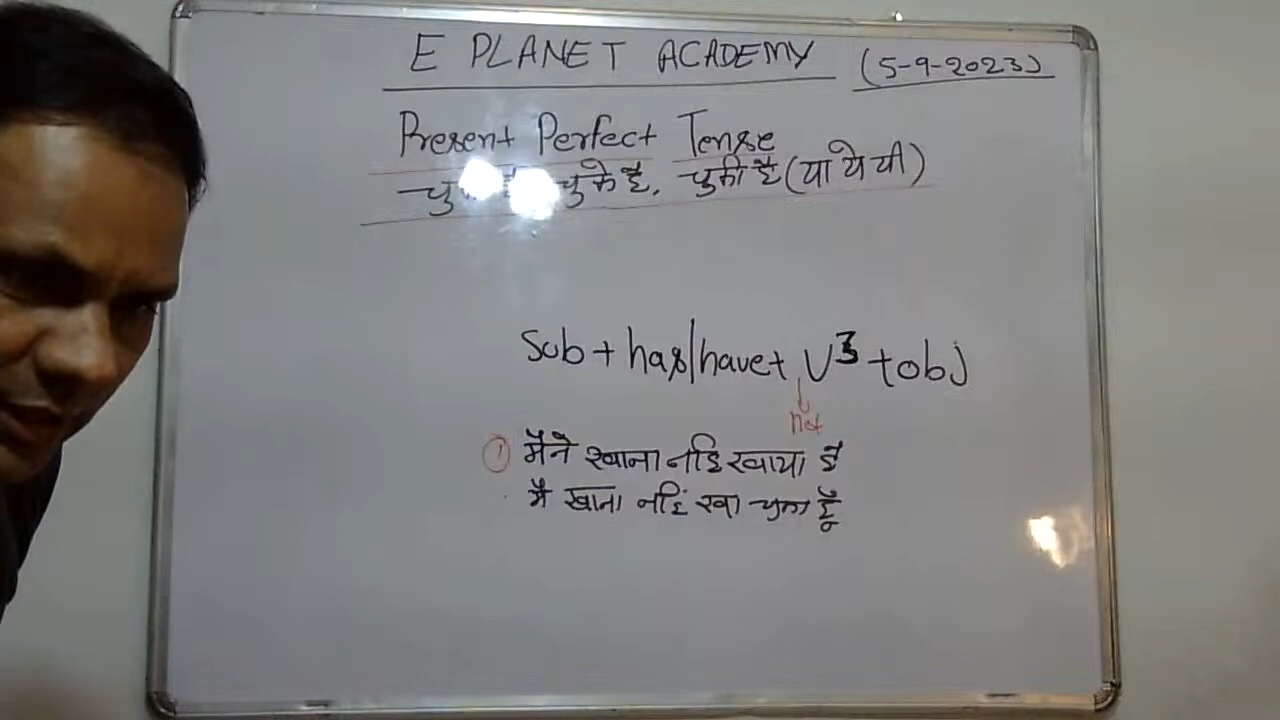 E PLANET ACADEMY (5-9-2023)
Present Perfect Tense
चुके है, चुकी है (या ये यी)
Sub + has/have + V3 + obj
not
① मैने खाना नहि खाया है
मै खाना नहिं खा चुका हूँ